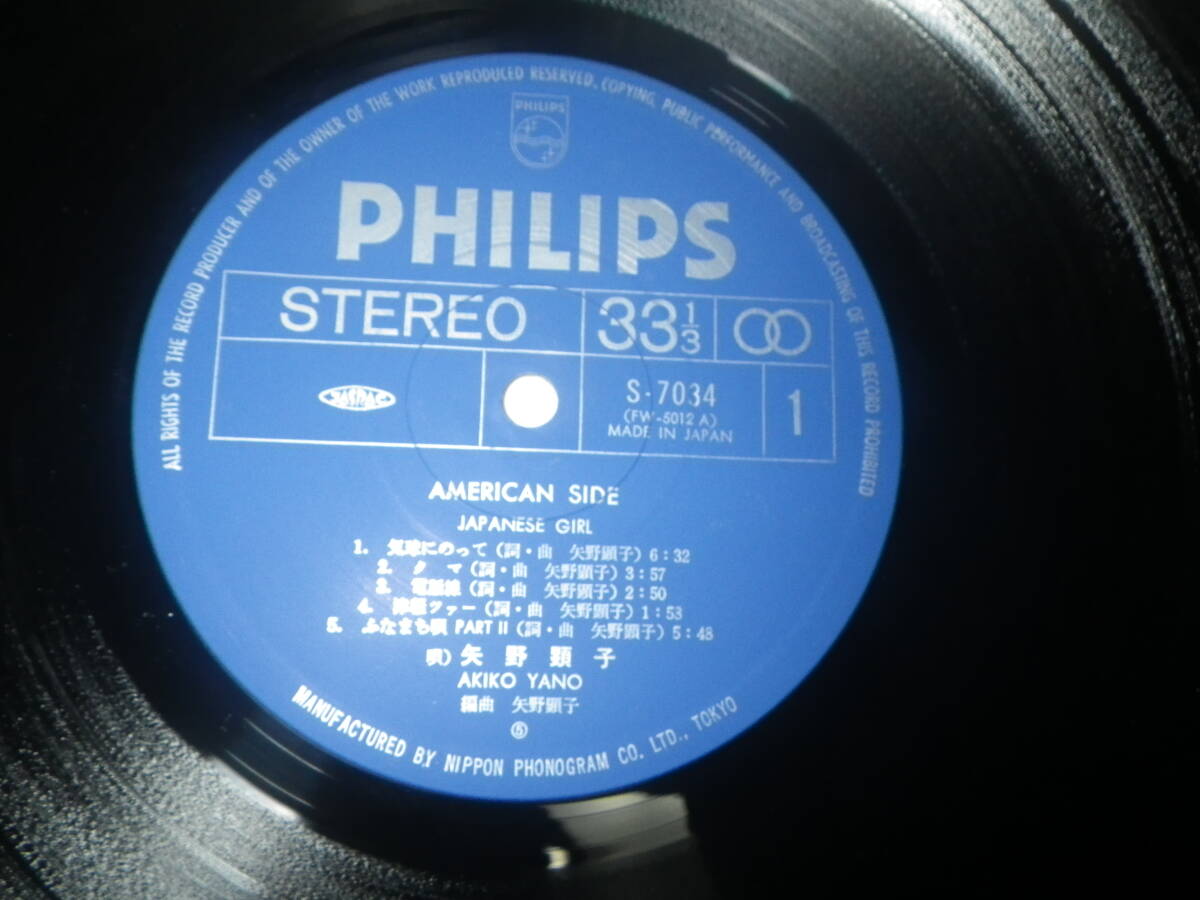 ALL RIGHTS OF THE RECORD PRODUCER AND OF THE OWNER OF THE WORK REPRODUCED RESERVED. COPYING, PUBLIC PERFORMANCE AND BROADCASTING OF THIS RECORD PROHIBITED
PHILIPS
PHILIPS
STEREO 33 1/3
JASRAC
S-7034
(FW-5012 A)
MADE IN JAPAN
1
AMERICAN SIDE
JAPANESE GIRL
1. 気球にのって (詞・曲 矢野顕子) 6:32
2. クマ (詞・曲 矢野顕子) 3:57
3. 電話線 (詞・曲 矢野顕子) 2:50
4. 津軽ツァー (詞・曲 矢野顕子) 1:53
5. ふなまち唄 PART II (詞・曲 矢野顕子) 5:48
唄) 矢野顕子
AKIKO YANO
編曲 矢野顕子
⑤
MANUFACTURED BY NIPPON PHONOGRAM CO. LTD., TOKYO